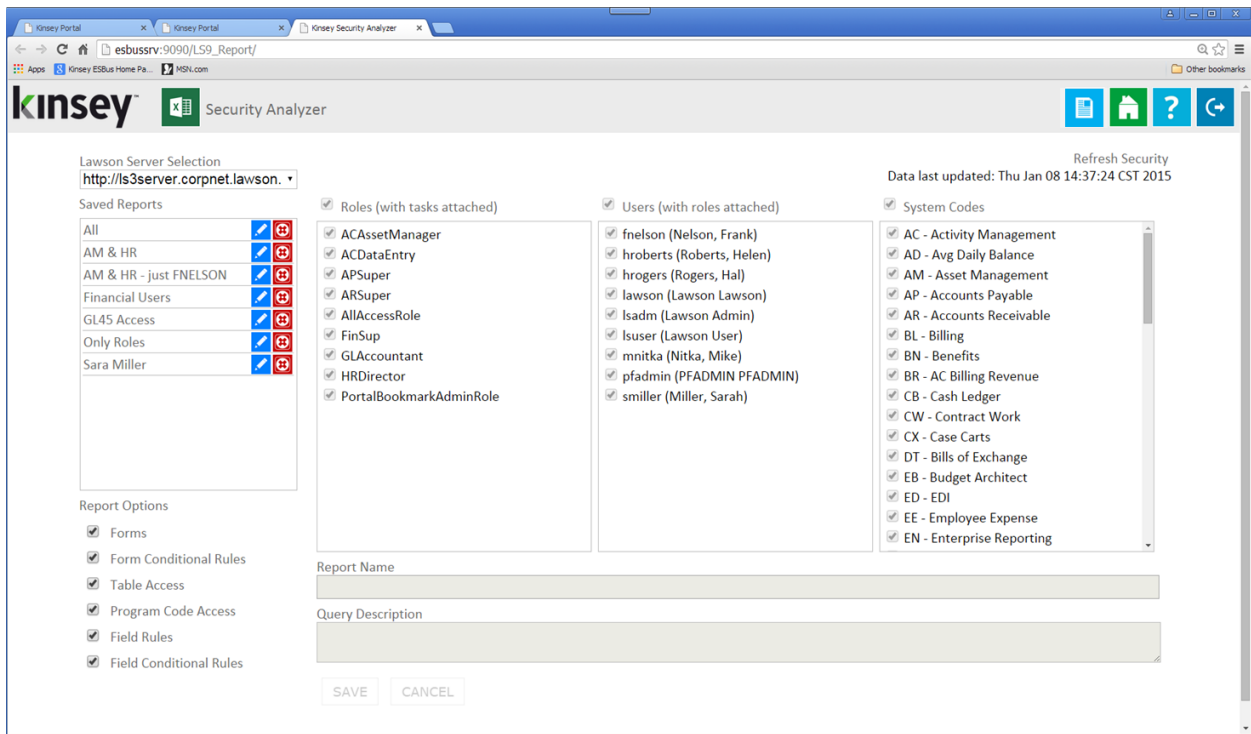 Kinsey Portal
Kinsey Portal
Kinsey Security Analyzer
esbussrv:9090/LS9_Report/
Apps
Kinsey ESBus Home Pa...
MSN.com
Other bookmarks
kinsey
Security Analyzer
Lawson Server Selection
http://ls3server.corpnet.lawson.
Refresh Security
Data last updated: Thu Jan 08 14:37:24 CST 2015
Saved Reports
All
AM & HR
AM & HR - just FNELSON
Financial Users
GL45 Access
Only Roles
Sara Miller
Roles (with tasks attached)
ACAssetManager
ACDataEntry
APSuper
ARSuper
AllAccessRole
FinSup
GLAccountant
HRDirector
PortalBookmarkAdminRole
Users (with roles attached)
fnelson (Nelson, Frank)
hroberts (Roberts, Helen)
hrogers (Rogers, Hal)
lawson (Lawson Lawson)
lsadm (Lawson Admin)
lsuser (Lawson User)
mnitka (Nitka, Mike)
pfadmin (PFADMIN PFADMIN)
smiller (Miller, Sarah)
System Codes
AC - Activity Management
AD - Avg Daily Balance
AM - Asset Management
AP - Accounts Payable
AR - Accounts Receivable
BL - Billing
BN - Benefits
BR - AC Billing Revenue
CB - Cash Ledger
CW - Contract Work
CX - Case Carts
DT - Bills of Exchange
EB - Budget Architect
ED - EDI
EE - Employee Expense
EN - Enterprise Reporting
Report Options
Forms
Form Conditional Rules
Table Access
Program Code Access
Field Rules
Field Conditional Rules
Report Name
Query Description
SAVE
CANCEL